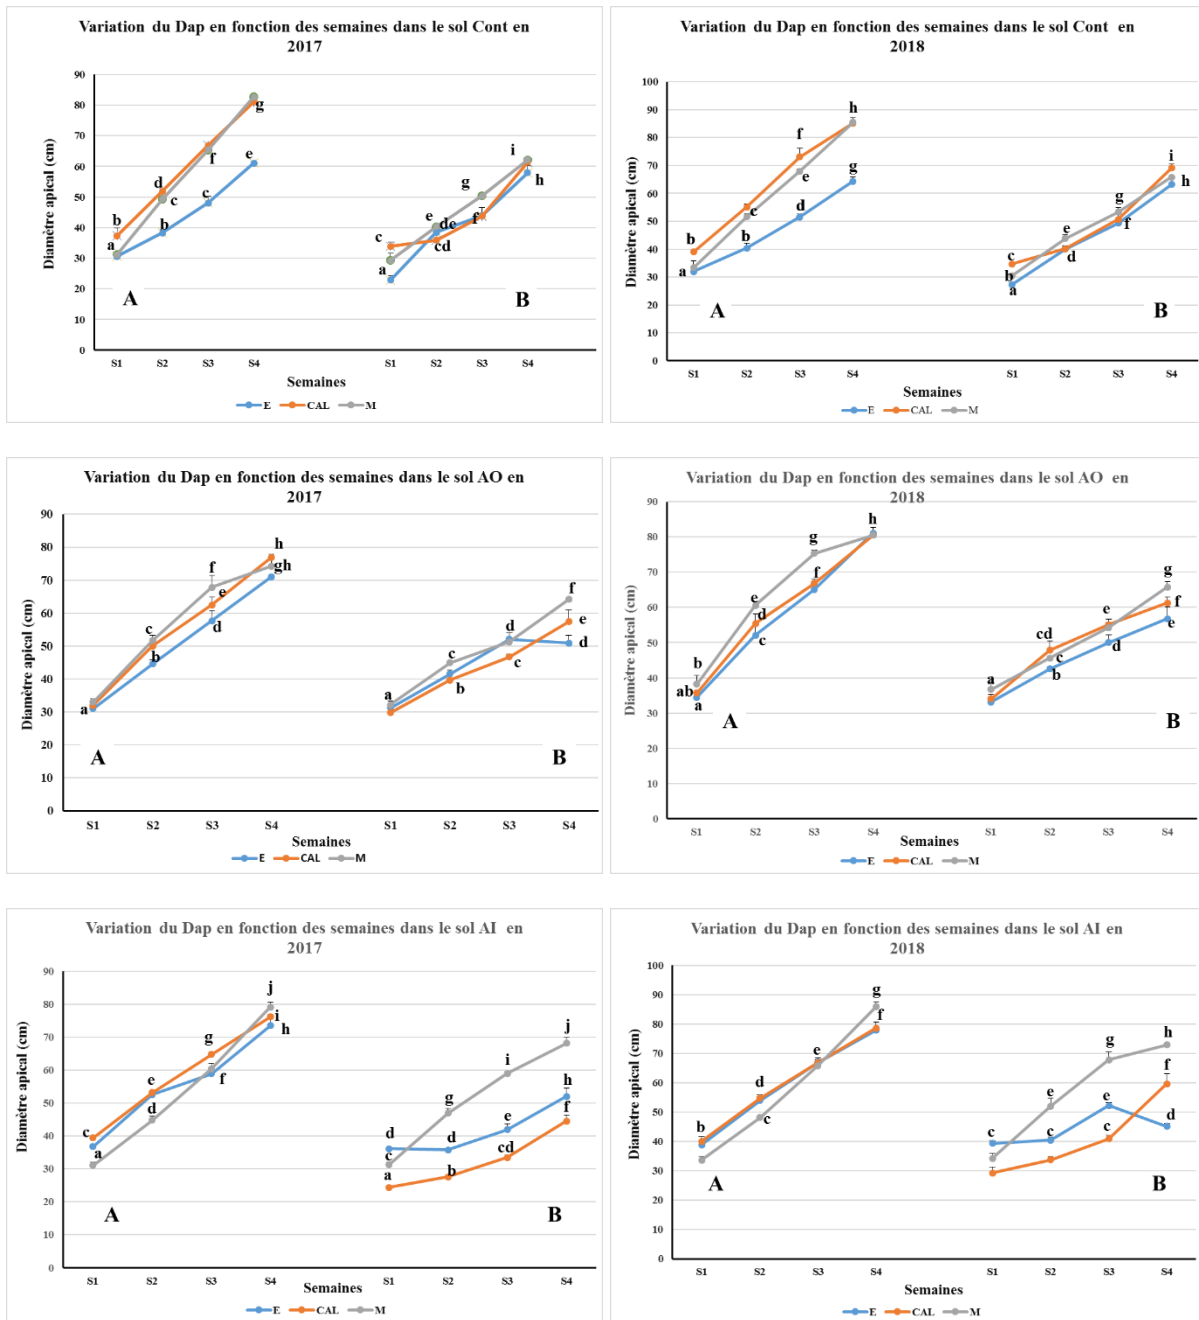 Variation du Dap en fonction des semaines dans le sol Cont en
2017
Diamètre apical (cm)
90
80
70
60
50
40
30
20
10
0
b
a
d
c
b
f
c
g
e
c
a
e
de
cd
g
f
i
h
A
B
S1 S2 S3 S4 S1 S2 S3 S4
Semaines
E CAL M
Variation du Dap en fonction des semaines dans le sol Cont en
2018
Diamètre apical (cm)
100
90
80
70
60
50
40
30
20
10
0
b
a
c
b
f
e
d
h
g
c
b
a
e
d
g
f
i
h
A
B
S1 S2 S3 S4 S1 S2 S3 S4
Semaines
E CAL M
Variation du Dap en fonction des semaines dans le sol AO en
2017
Diamètre apical (cm)
90
80
70
60
50
40
30
20
10
0
a
c
b
f
e
d
h
gh
a
c
b
d
c
f
e
d
A
B
S1 S2 S3 S4 S1 S2 S3 S4
Semaines
E CAL M
Variation du Dap en fonction des semaines dans le sol AO en
2018
Diamètre apical (cm)
90
80
70
60
50
40
30
20
10
0
b
ab
a
e
d
c
g
f
h
a
cd
c
b
e
d
g
f
e
A
B
S1 S2 S3 S4 S1 S2 S3 S4
Semaines
E CAL M
Variation du Dap en fonction des semaines dans le sol AI en
2017
Diamètre apical (cm)
90
80
70
60
50
40
30
20
10
0
c
a
e
d
g
f
j
i
h
d
c
a
d
b
i
e
cd
j
h
f
A
B
S1 S2 S3 S4 S1 S2 S3 S4
Semaines
E CAL M
Variation du Dap en fonction des semaines dans le sol AI en
2018
Diamètre apical (cm)
100
90
80
70
60
50
40
30
20
10
0
b
d
c
e
g
f
c
e
c
g
e
c
h
f
d
A
B
S1 S2 S3 S4 S1 S2 S3 S4
Semaines
E CAL M